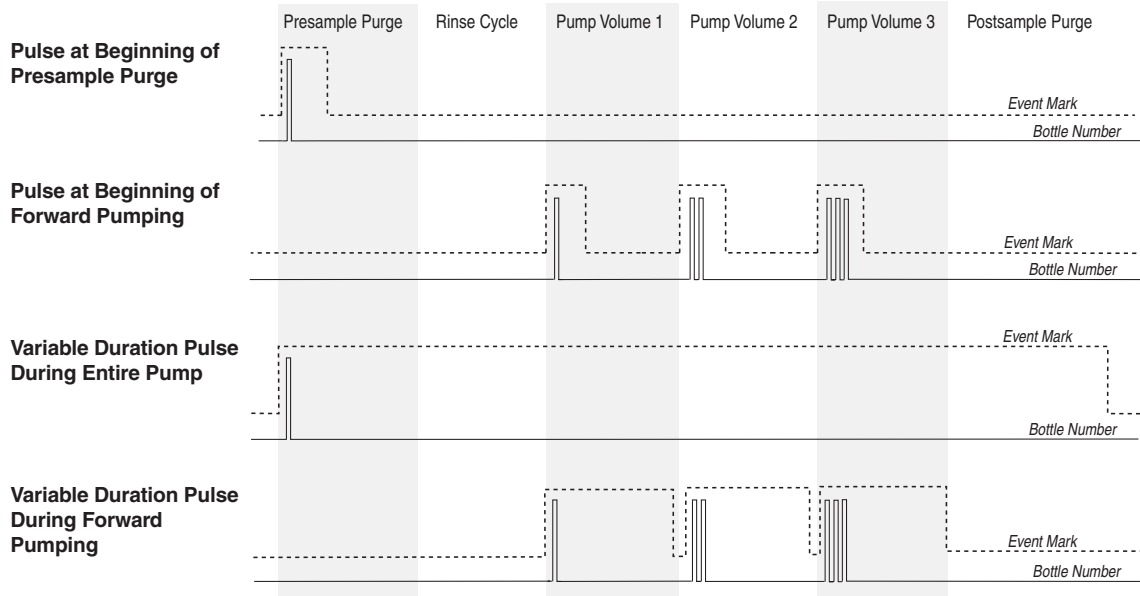 Presample Purge Rinse Cycle Pump Volume 1 Pump Volume 2 Pump Volume 3 Postsample Purge
Pulse at Beginning of
Presample Purge
Event Mark
Bottle Number
Pulse at Beginning of
Forward Pumping
Event Mark
Bottle Number
Variable Duration Pulse
During Entire Pump
Event Mark
Bottle Number
Variable Duration Pulse
During Forward
Pumping
Event Mark
Bottle Number